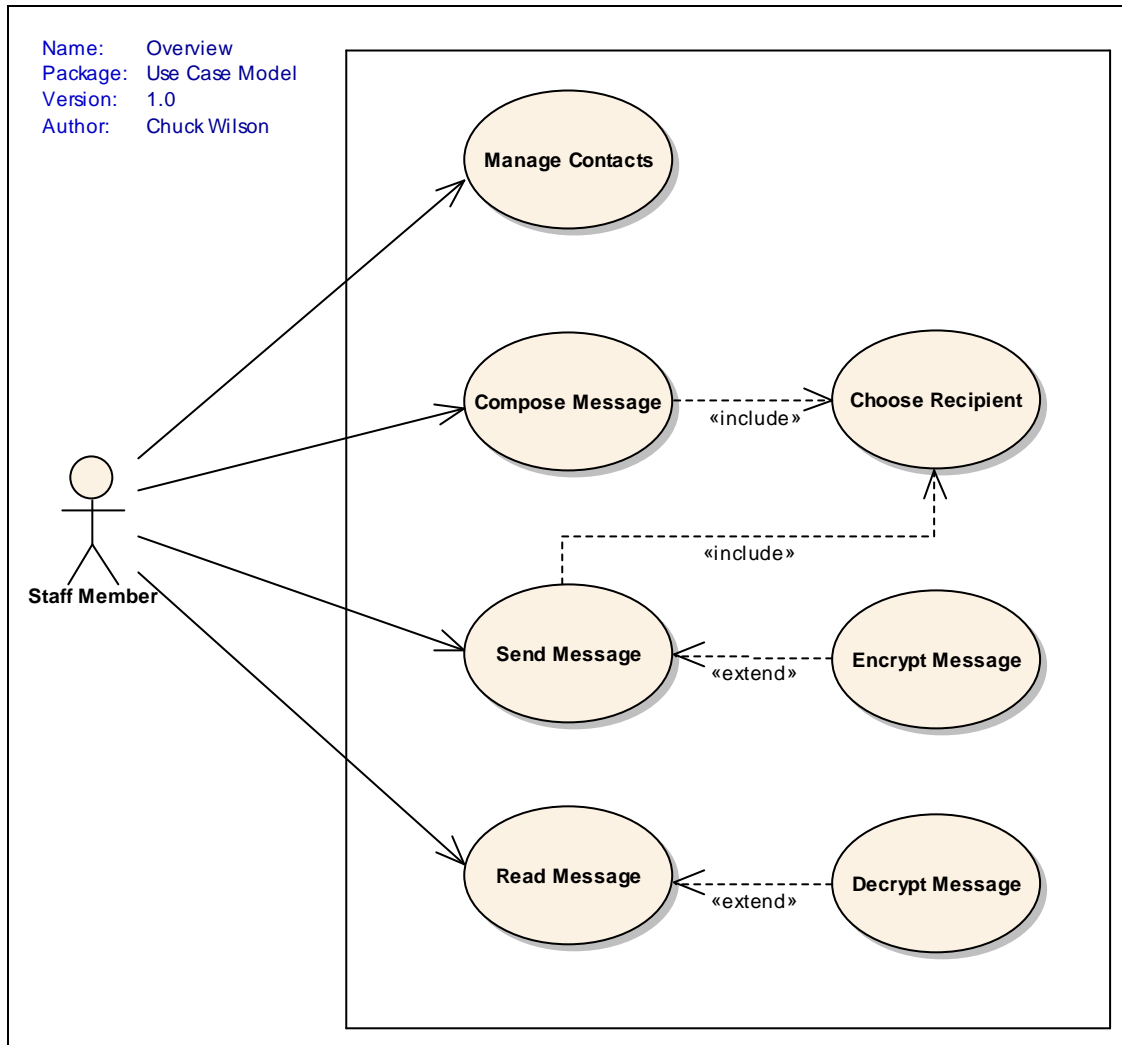 Name: Overview
Package: Use Case Model
Version: 1.0
Author: Chuck Wilson
Manage Contacts
Compose Message
«include»
Choose Recipient
«include»
Staff Member
Send Message
«extend»
Encrypt Message
Read Message
«extend»
Decrypt Message